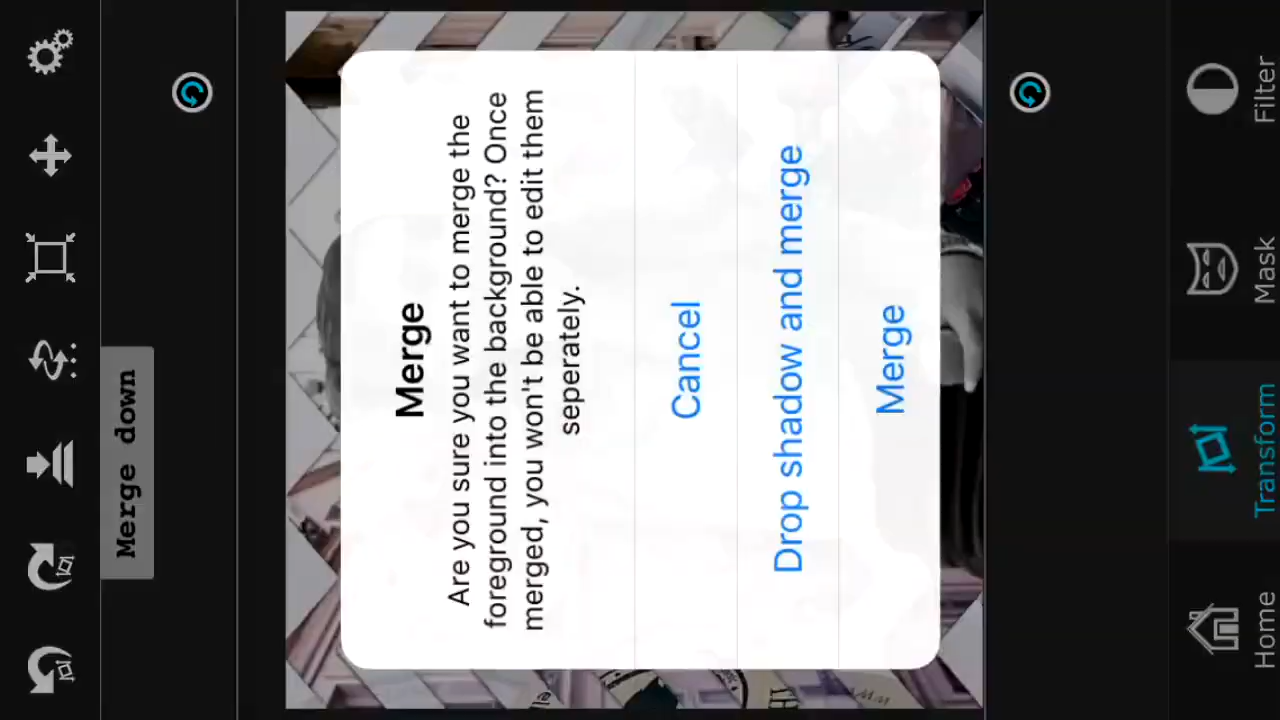 Merge down
Merge
Are you sure you want to merge the
foreground into the background? Once
merged, you won't be able to edit them
seperately.
Cancel
Drop shadow and merge
Merge
Home
Transform
Mask
Filter